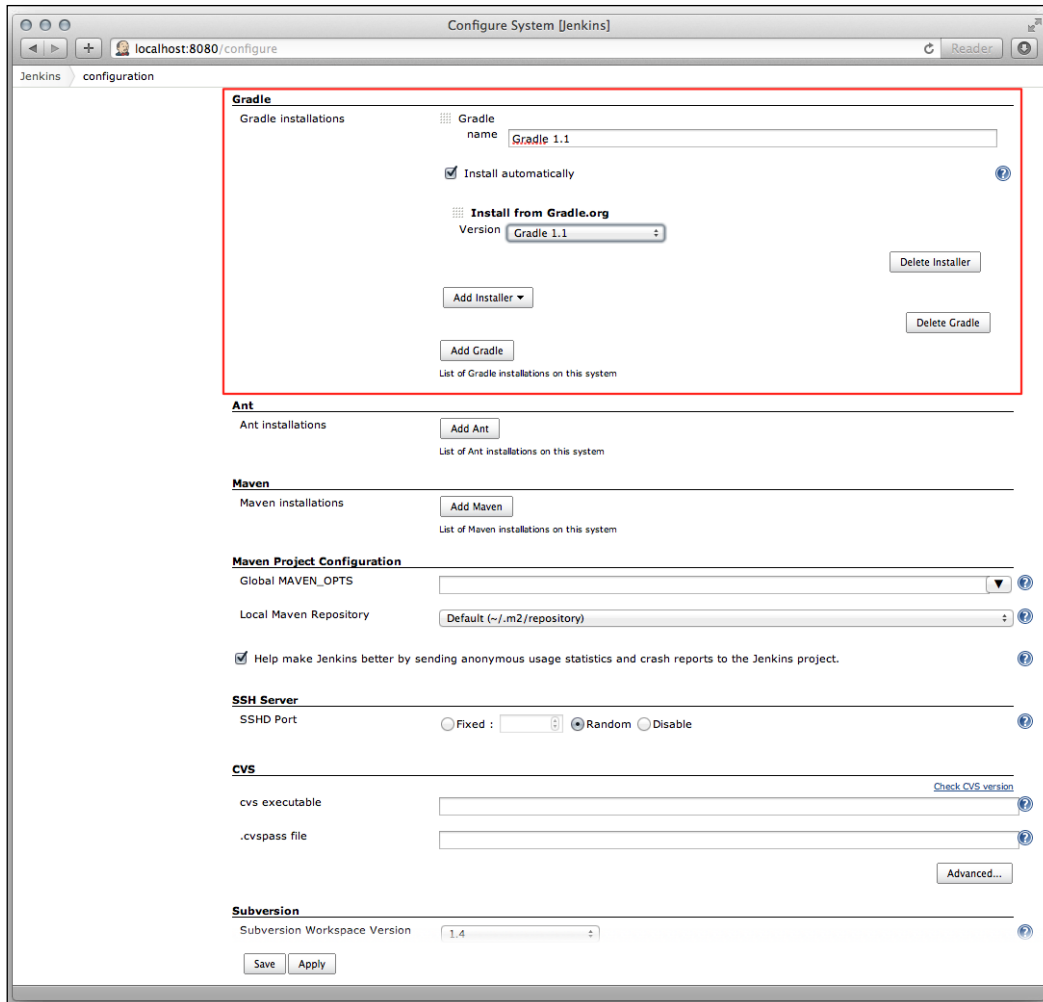 Configure System [Jenkins]
localhost:8080/configure
Reader
Jenkins configuration
Gradle
Gradle installations
Gradle
name
Gradle 1.1
Install automatically
Install from Gradle.org
Version Gradle 1.1
Delete Installer
Add Installer
Delete Gradle
Add Gradle
List of Gradle installations on this system
Ant
Ant installations
Add Ant
List of Ant installations on this system
Maven
Maven installations
Add Maven
List of Maven installations on this system
Maven Project Configuration
Global MAVEN_OPTS
Local Maven Repository
Default (~/.m2/repository)
Help make Jenkins better by sending anonymous usage statistics and crash reports to the Jenkins project.
SSH Server
SSHD Port
Fixed : Random Disable
CVS
Check CVS version
cvs executable
.cvspass file
Advanced...
Subversion
Subversion Workspace Version
1.4
Save Apply